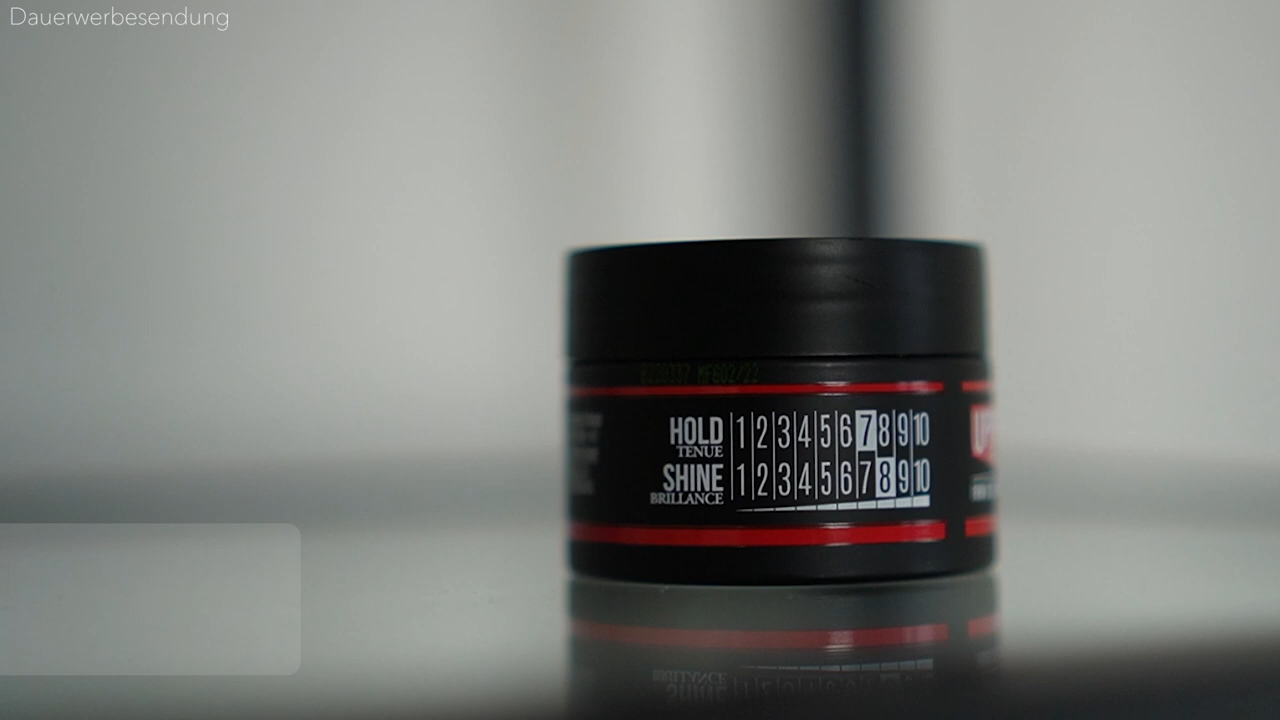 Dauerwerbesendung
HOLD 1 2 3 4 5 6 7 8 9 10
TENUE
SHINE 1 2 3 4 5 6 7 8 9 10
BRILLANCE
UP